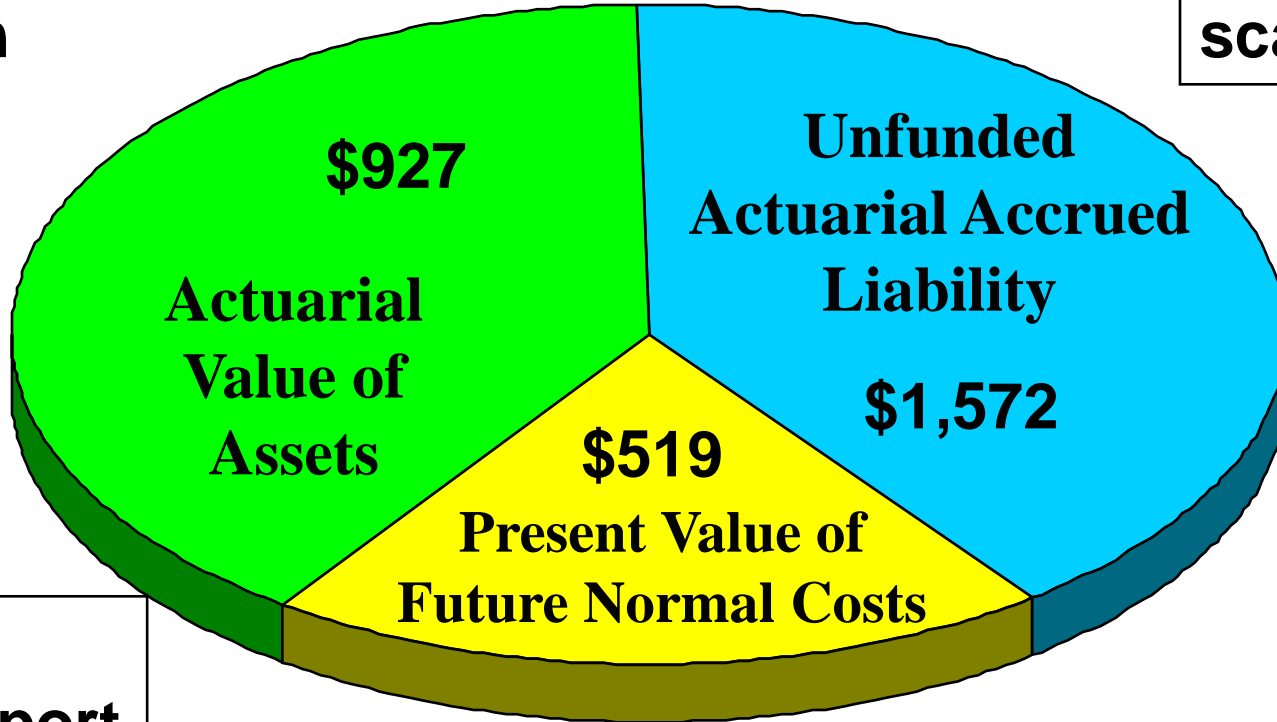 $927
Actuarial
Value of
Assets
Unfunded
Actuarial Accrued
Liability
$1,572
$519
Present Value of
Future Normal Costs